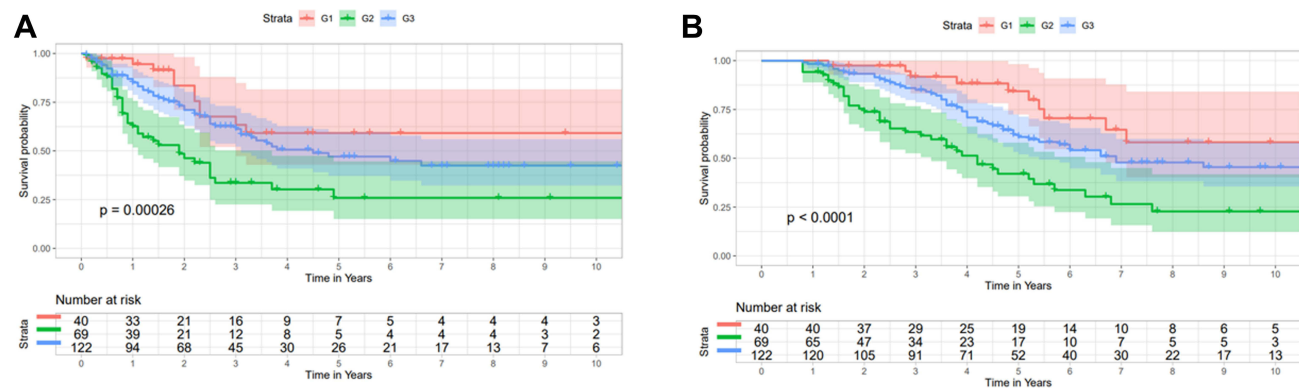 A
Strata G1 G2 G3
Survival probability
1.00
0.75
0.50
0.25
0.00
p = 0.00026
0 1 2 3 4 5 6 7 8 9 10
Time in Years
Number at risk
Strata
40 33 21 16 9 7 5 4 4 4 3
69 39 21 12 8 5 4 4 4 3 2
122 94 68 45 30 26 21 17 13 7 6
0 1 2 3 4 5 6 7 8 9 10
Time in Years
B
Strata G1 G2 G3
Survival probability
1.00
0.75
0.50
0.25
0.00
p < 0.0001
0 1 2 3 4 5 6 7 8 9 10
Time in Years
Number at risk
Strata
40 40 37 29 25 19 14 10 8 6 5
69 65 47 34 23 17 10 7 5 5 3
122 120 105 91 71 52 40 30 22 17 13
0 1 2 3 4 5 6 7 8 9 10
Time in Years